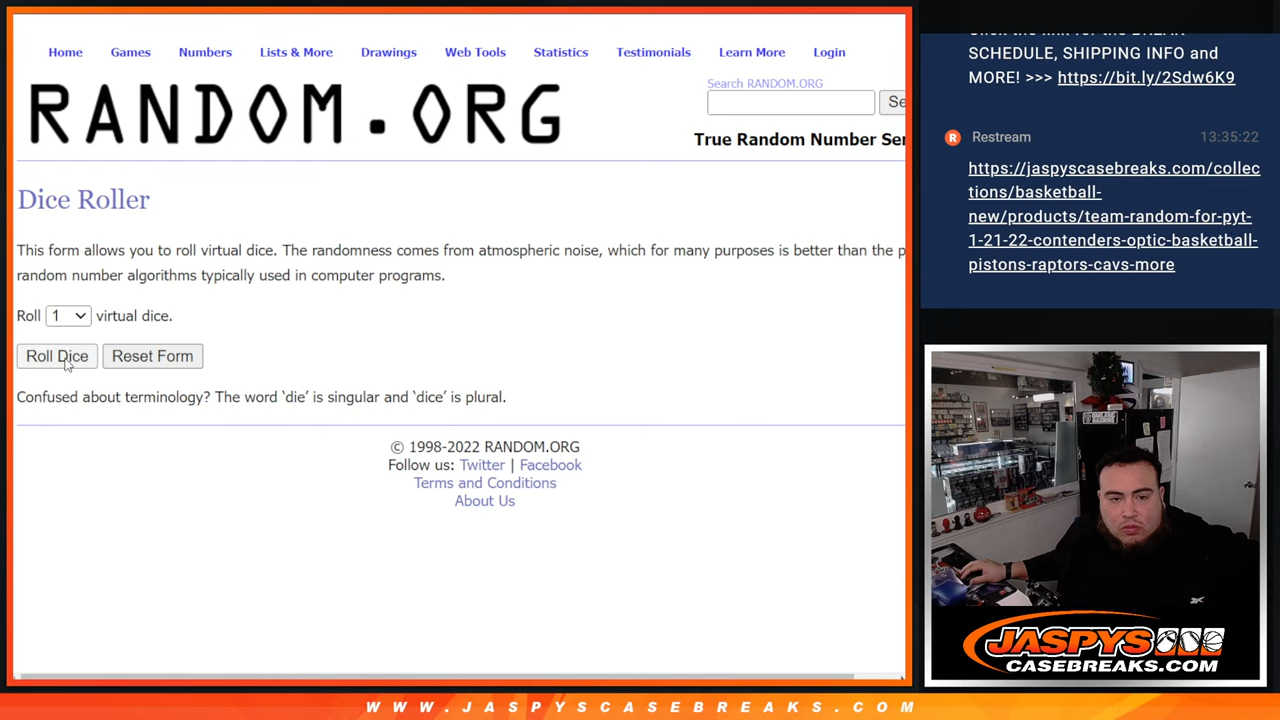 Home Games Numbers Lists & More Drawings Web Tools Statistics Testimonials Learn More Login
RANDOM.ORG
Search RANDOM.ORG
Se
True Random Number Ser
Dice Roller
This form allows you to roll virtual dice. The randomness comes from atmospheric noise, which for many purposes is better than the p
random number algorithms typically used in computer programs.
Roll 1 virtual dice.
Roll Dice Reset Form
Confused about terminology? The word ‘die’ is singular and ‘dice’ is plural.
© 1998-2022 RANDOM.ORG
Follow us: Twitter | Facebook
Terms and Conditions
About Us
SCHEDULE, SHIPPING INFO and
MORE! >>> https://bit.ly/2Sdw6K9
R Restream 13:35:22
https://jaspyscasebreaks.com/collec
tions/basketball-
new/products/team-random-for-pyt-
1-21-22-contenders-optic-basketball-
pistons-raptors-cavs-more
JASPYS
CASEBREAKS.COM
WWW.JASPYSCASEBREAKS.COM